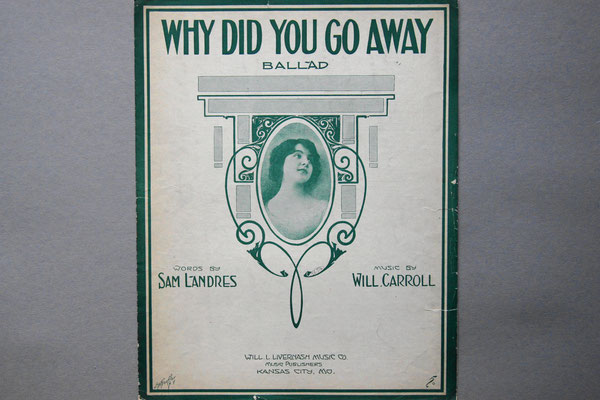 WHY DID YOU GO AWAY
BALLAD
WORDS BY
SAM LANDRES
MUSIC BY
WILL. CARROLL
WILL L. LIVERNASH MUSIC CO.
MUSIC PUBLISHERS
KANSAS CITY, MO.